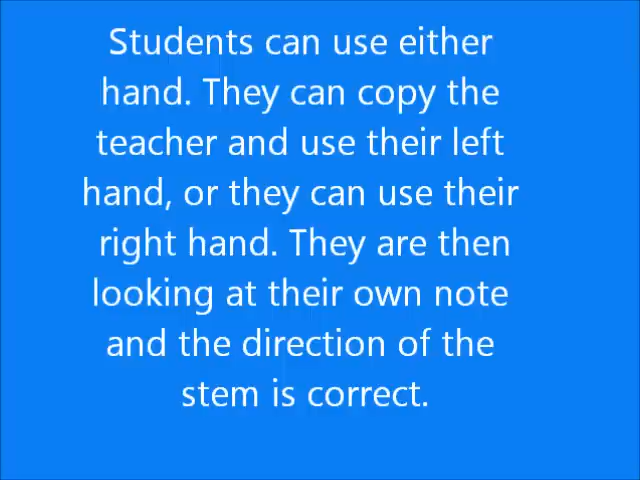 Students can use either
hand. They can copy the
teacher and use their left
hand, or they can use their
right hand. They are then
looking at their own note
and the direction of the
stem is correct.